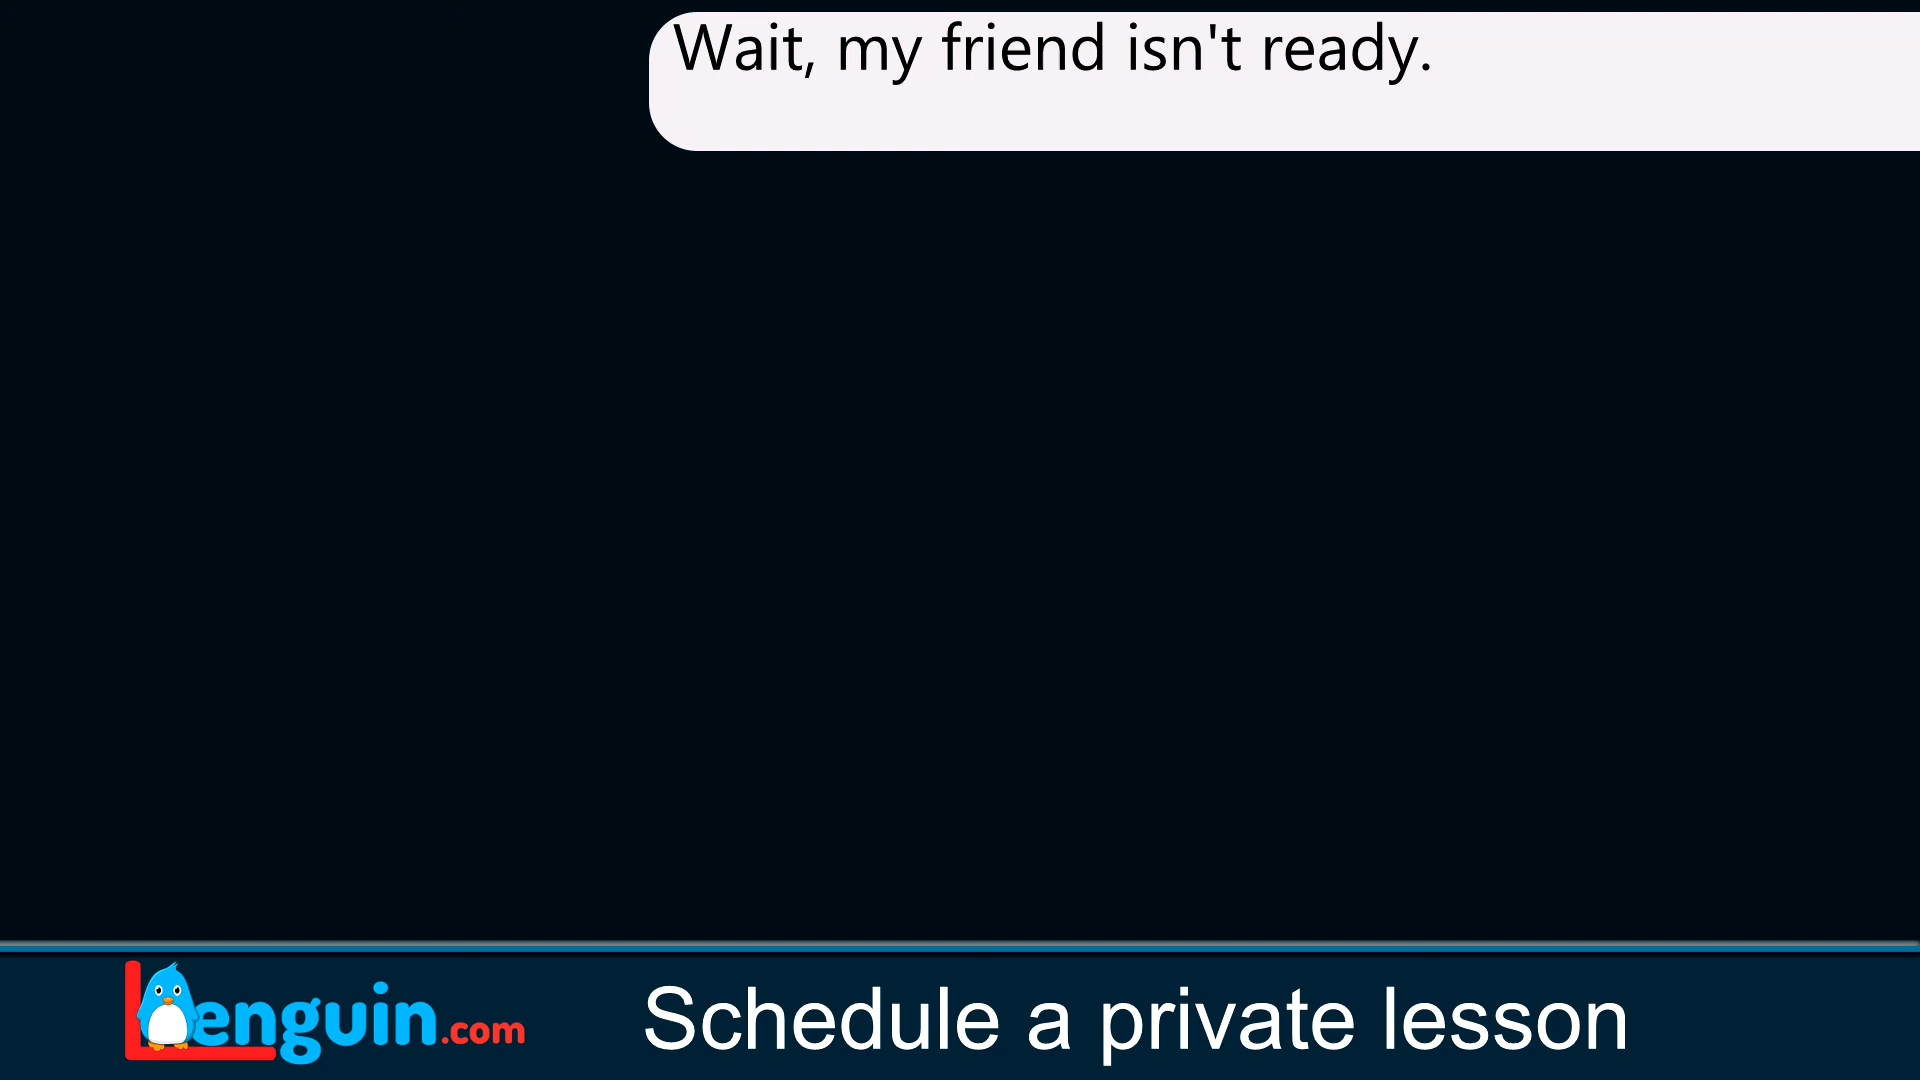 Wait, my friend isn't ready.
Lenguin.com
Schedule a private lesson